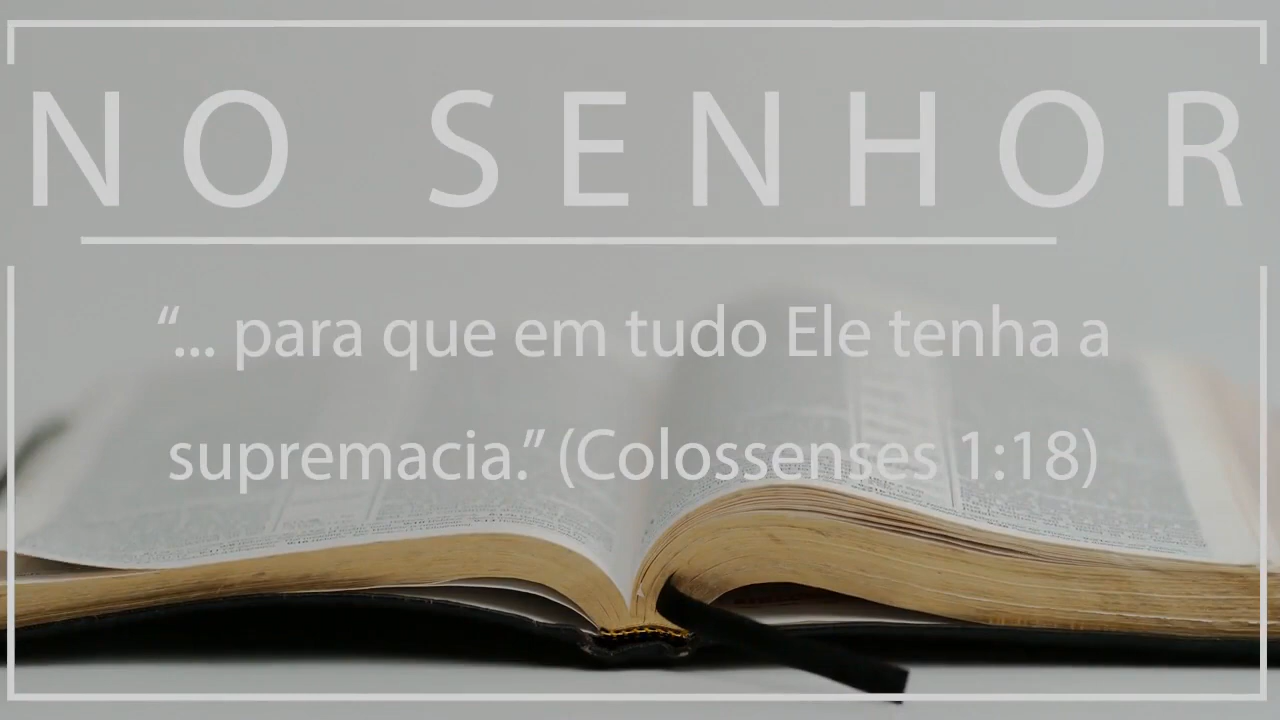 NO SENHOR
“... para que em tudo Ele tenha a
supremacia.” (Colossenses 1:18)